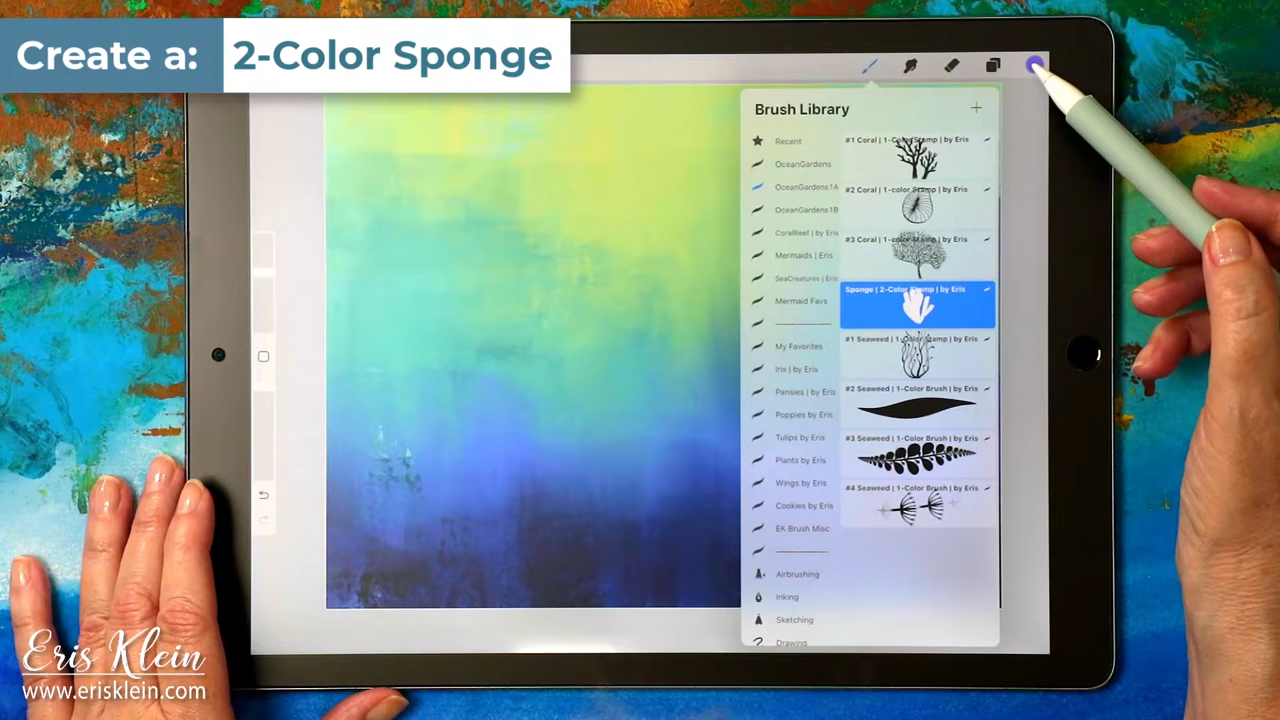 Create a: 2-Color Sponge
Brush Library
Recent
OceanGardens
OceanGardens1A
OceanGardens1B
CoralReef | by Eris
Mermaids | Eris
SeaCreatures | Eris
Mermaid Favs
My Favorites
Iris | by Eris
Pansies | by Eris
Poppies by Eris
Tulips by Eris
Plants by Eris
Wings by Eris
Cookies by Eris
EK Brush Misc
Airbrushing
Inking
Sketching
Drawing
#1 Coral | 1-Color Stamp | by Eris
#2 Coral | 1-color Stamp | by Eris
#3 Coral | 1-color Stamp | by Eris
Sponge | 2-Color Stamp | by Eris
#1 Seaweed | 1-Color Stamp | by Eris
#2 Seaweed | 1-Color Brush | by Eris
#3 Seaweed | 1-Color Brush | by Eris
#4 Seaweed | 1-Color Brush | by Eris
Eris Klein
www.erisklein.com